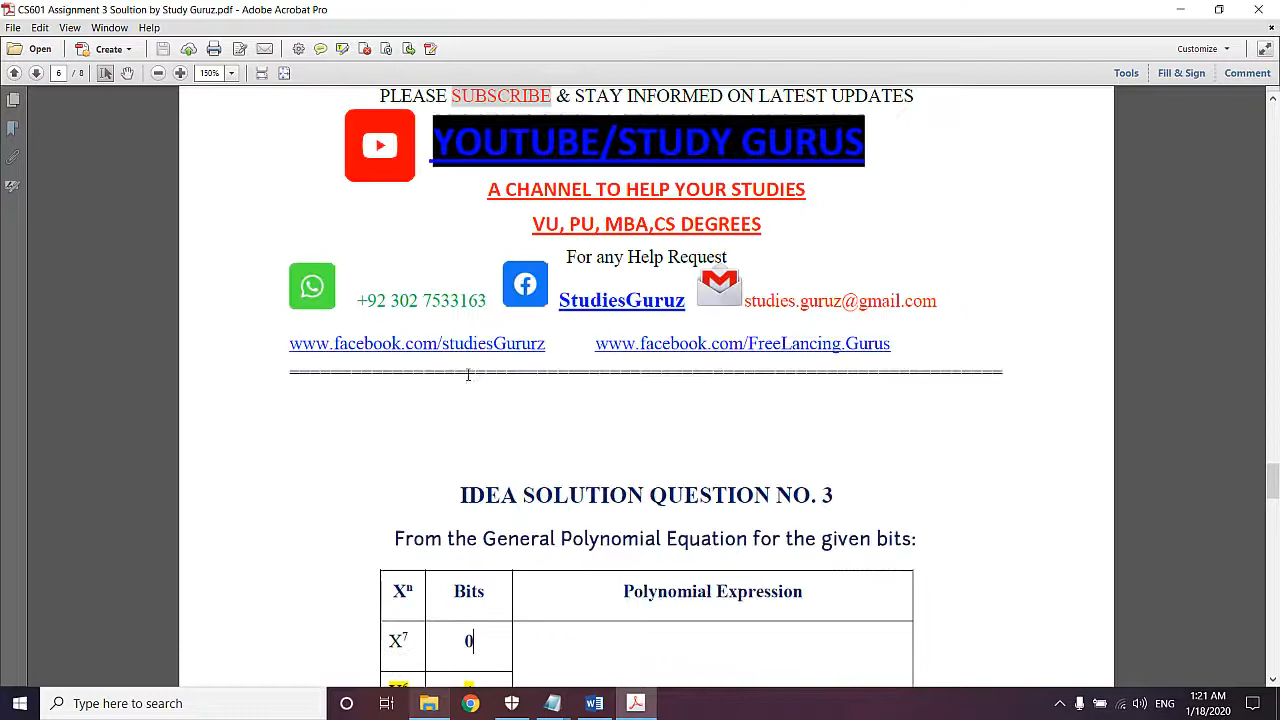 CS601 Assignment 3 Soultion by Study Guruz.pdf - Adobe Acrobat Pro
File Edit View Window Help
Open Create Customize
6 / 8 150% Tools Fill & Sign Comment
PLEASE SUBSCRIBE & STAY INFORMED ON LATEST UPDATES
YOUTUBE/STUDY GURUS
A CHANNEL TO HELP YOUR STUDIES
VU, PU, MBA,CS DEGREES
For any Help Request
+92 302 7533163 StudiesGuruz studies.guruz@gmail.com
www.facebook.com/studiesGururz www.facebook.com/FreeLancing.Gurus
IDEA SOLUTION QUESTION NO. 3
From the General Polynomial Equation for the given bits:
Xⁿ Bits Polynomial Expression
X⁷ 0
Type here to search ENG 1:21 AM
1/18/2020